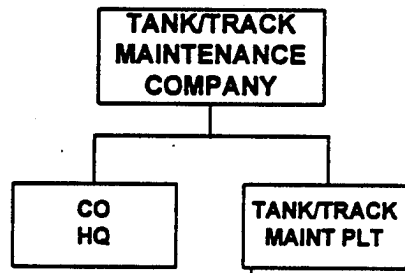 TANK/TRACK
MAINTENANCE
COMPANY
CO
HQ
TANK/TRACK
MAINT PLT